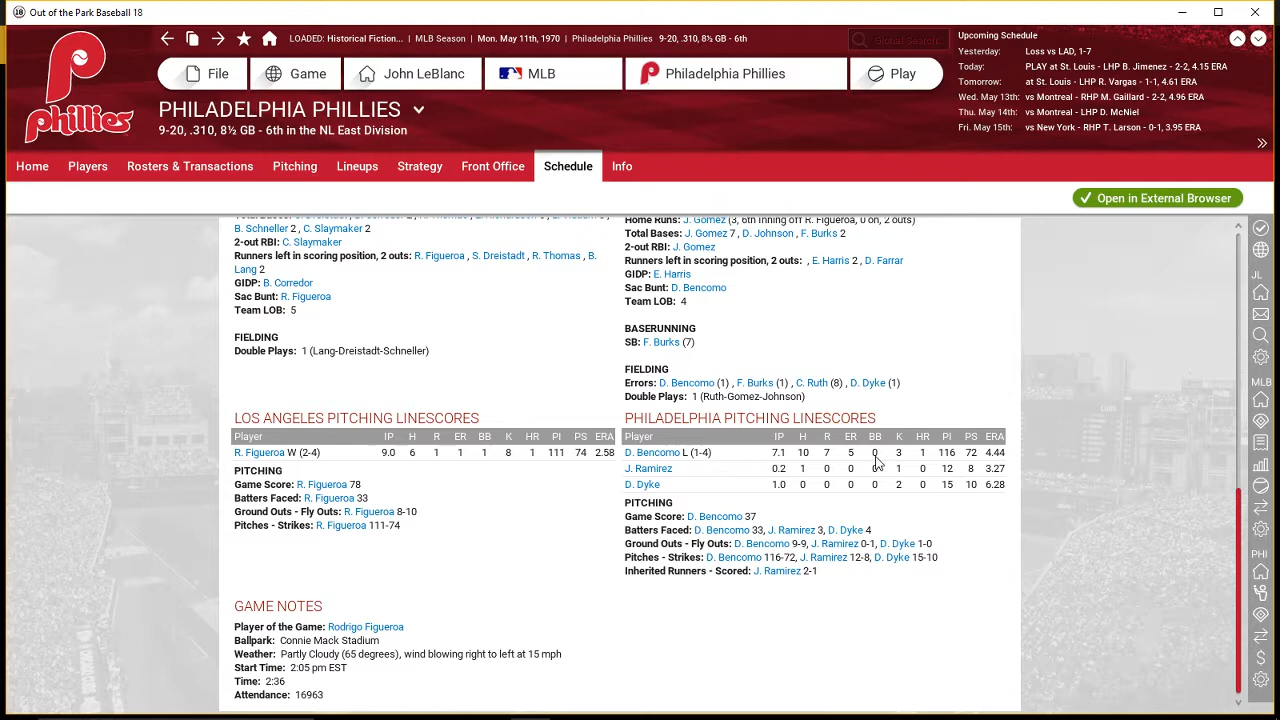 Out of the Park Baseball 18
LOADED: Historical Fiction... | MLB Season | Mon. May 11th, 1970 | Philadelphia Phillies 9-20, .310, 8½ GB - 6th
Global Search...
Upcoming Schedule
Yesterday: Loss vs LAD, 1-7
Today: PLAY at St. Louis - LHP B. Jimenez - 2-2, 4.15 ERA
Tomorrow: at St. Louis - LHP R. Vargas - 1-1, 4.61 ERA
Wed. May 13th: vs Montreal - RHP M. Gaillard - 2-2, 4.96 ERA
Thu. May 14th: vs Montreal - LHP D. McNiel
Fri. May 15th: vs New York - RHP T. Larson - 0-1, 3.95 ERA
Phillies
File Game John LeBlanc MLB Philadelphia Phillies Play
PHILADELPHIA PHILLIES
9-20, .310, 8½ GB - 6th in the NL East Division
Home Players Rosters & Transactions Pitching Lineups Strategy Front Office Schedule Info
Open in External Browser
B. Schneller 2 , C. Slaymaker 2
2-out RBI: C. Slaymaker
Runners left in scoring position, 2 outs: R. Figueroa , S. Dreistadt , R. Thomas , B.
Lang 2
GIDP: B. Corredor
Sac Bunt: R. Figueroa
Team LOB: 5
FIELDING
Double Plays: 1 (Lang-Dreistadt-Schneller)
Home Runs: J. Gomez (3, 6th Inning off R. Figueroa, 0 on, 2 outs)
Total Bases: J. Gomez 7 , D. Johnson , F. Burks 2
2-out RBI: J. Gomez
Runners left in scoring position, 2 outs: , E. Harris 2 , D. Farrar
GIDP: E. Harris
Sac Bunt: D. Bencomo
Team LOB: 4
BASERUNNING
SB: F. Burks (7)
FIELDING
Errors: D. Bencomo (1) , F. Burks (1) , C. Ruth (8) , D. Dyke (1)
Double Plays: 1 (Ruth-Gomez-Johnson)
LOS ANGELES PITCHING LINESCORES
Player IP H R ER BB K HR PI PS ERA
R. Figueroa W (2-4) 9.0 6 1 1 1 8 1 111 74 2.58
PITCHING
Game Score: R. Figueroa 78
Batters Faced: R. Figueroa 33
Ground Outs - Fly Outs: R. Figueroa 8-10
Pitches - Strikes: R. Figueroa 111-74
PHILADELPHIA PITCHING LINESCORES
Player IP H R ER BB K HR PI PS ERA
D. Bencomo L (1-4) 7.1 10 7 5 0 3 1 116 72 4.44
J. Ramirez 0.2 1 0 0 0 1 0 12 8 3.27
D. Dyke 1.0 0 0 0 0 2 0 15 10 6.28
PITCHING
Game Score: D. Bencomo 37
Batters Faced: D. Bencomo 33, J. Ramirez 3, D. Dyke 4
Ground Outs - Fly Outs: D. Bencomo 9-9, J. Ramirez 0-1, D. Dyke 1-0
Pitches - Strikes: D. Bencomo 116-72, J. Ramirez 12-8, D. Dyke 15-10
Inherited Runners - Scored: J. Ramirez 2-1
GAME NOTES
Player of the Game: Rodrigo Figueroa
Ballpark: Connie Mack Stadium
Weather: Partly Cloudy (65 degrees), wind blowing right to left at 15 mph
Start Time: 2:05 pm EST
Time: 2:36
Attendance: 16963
JL
MLB
PHI